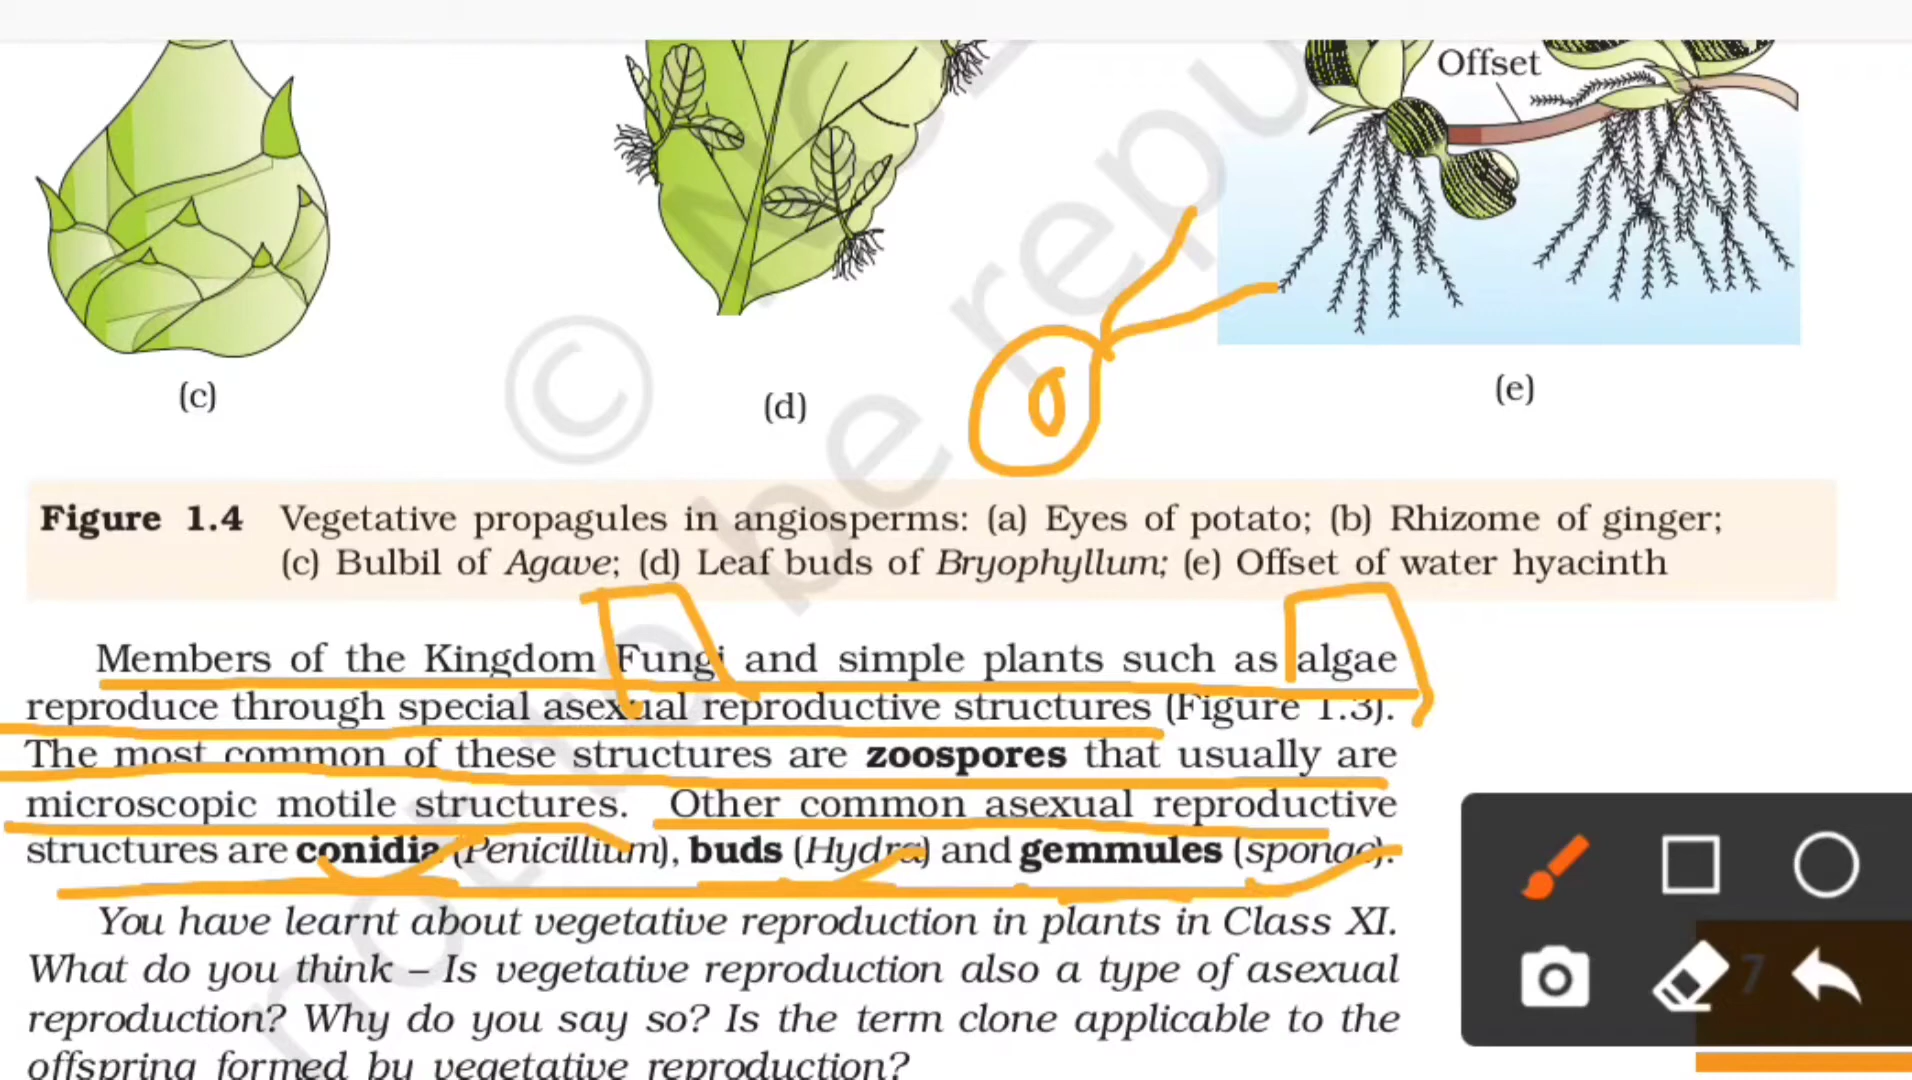 Offset
(c)
(d)
(e)
Figure 1.4 Vegetative propagules in angiosperms: (a) Eyes of potato; (b) Rhizome of ginger;
(c) Bulbil of Agave; (d) Leaf buds of Bryophyllum; (e) Offset of water hyacinth
Members of the Kingdom Fungi and simple plants such as algae
reproduce through special asexual reproductive structures (Figure 1.3).
The most common of these structures are zoospores that usually are
microscopic motile structures. Other common asexual reproductive
structures are conidia (Penicillium), buds (Hydra) and gemmules (sponge).
You have learnt about vegetative reproduction in plants in Class XI.
What do you think – Is vegetative reproduction also a type of asexual
reproduction? Why do you say so? Is the term clone applicable to the
offspring formed by vegetative reproduction?
7
©
not
be repu